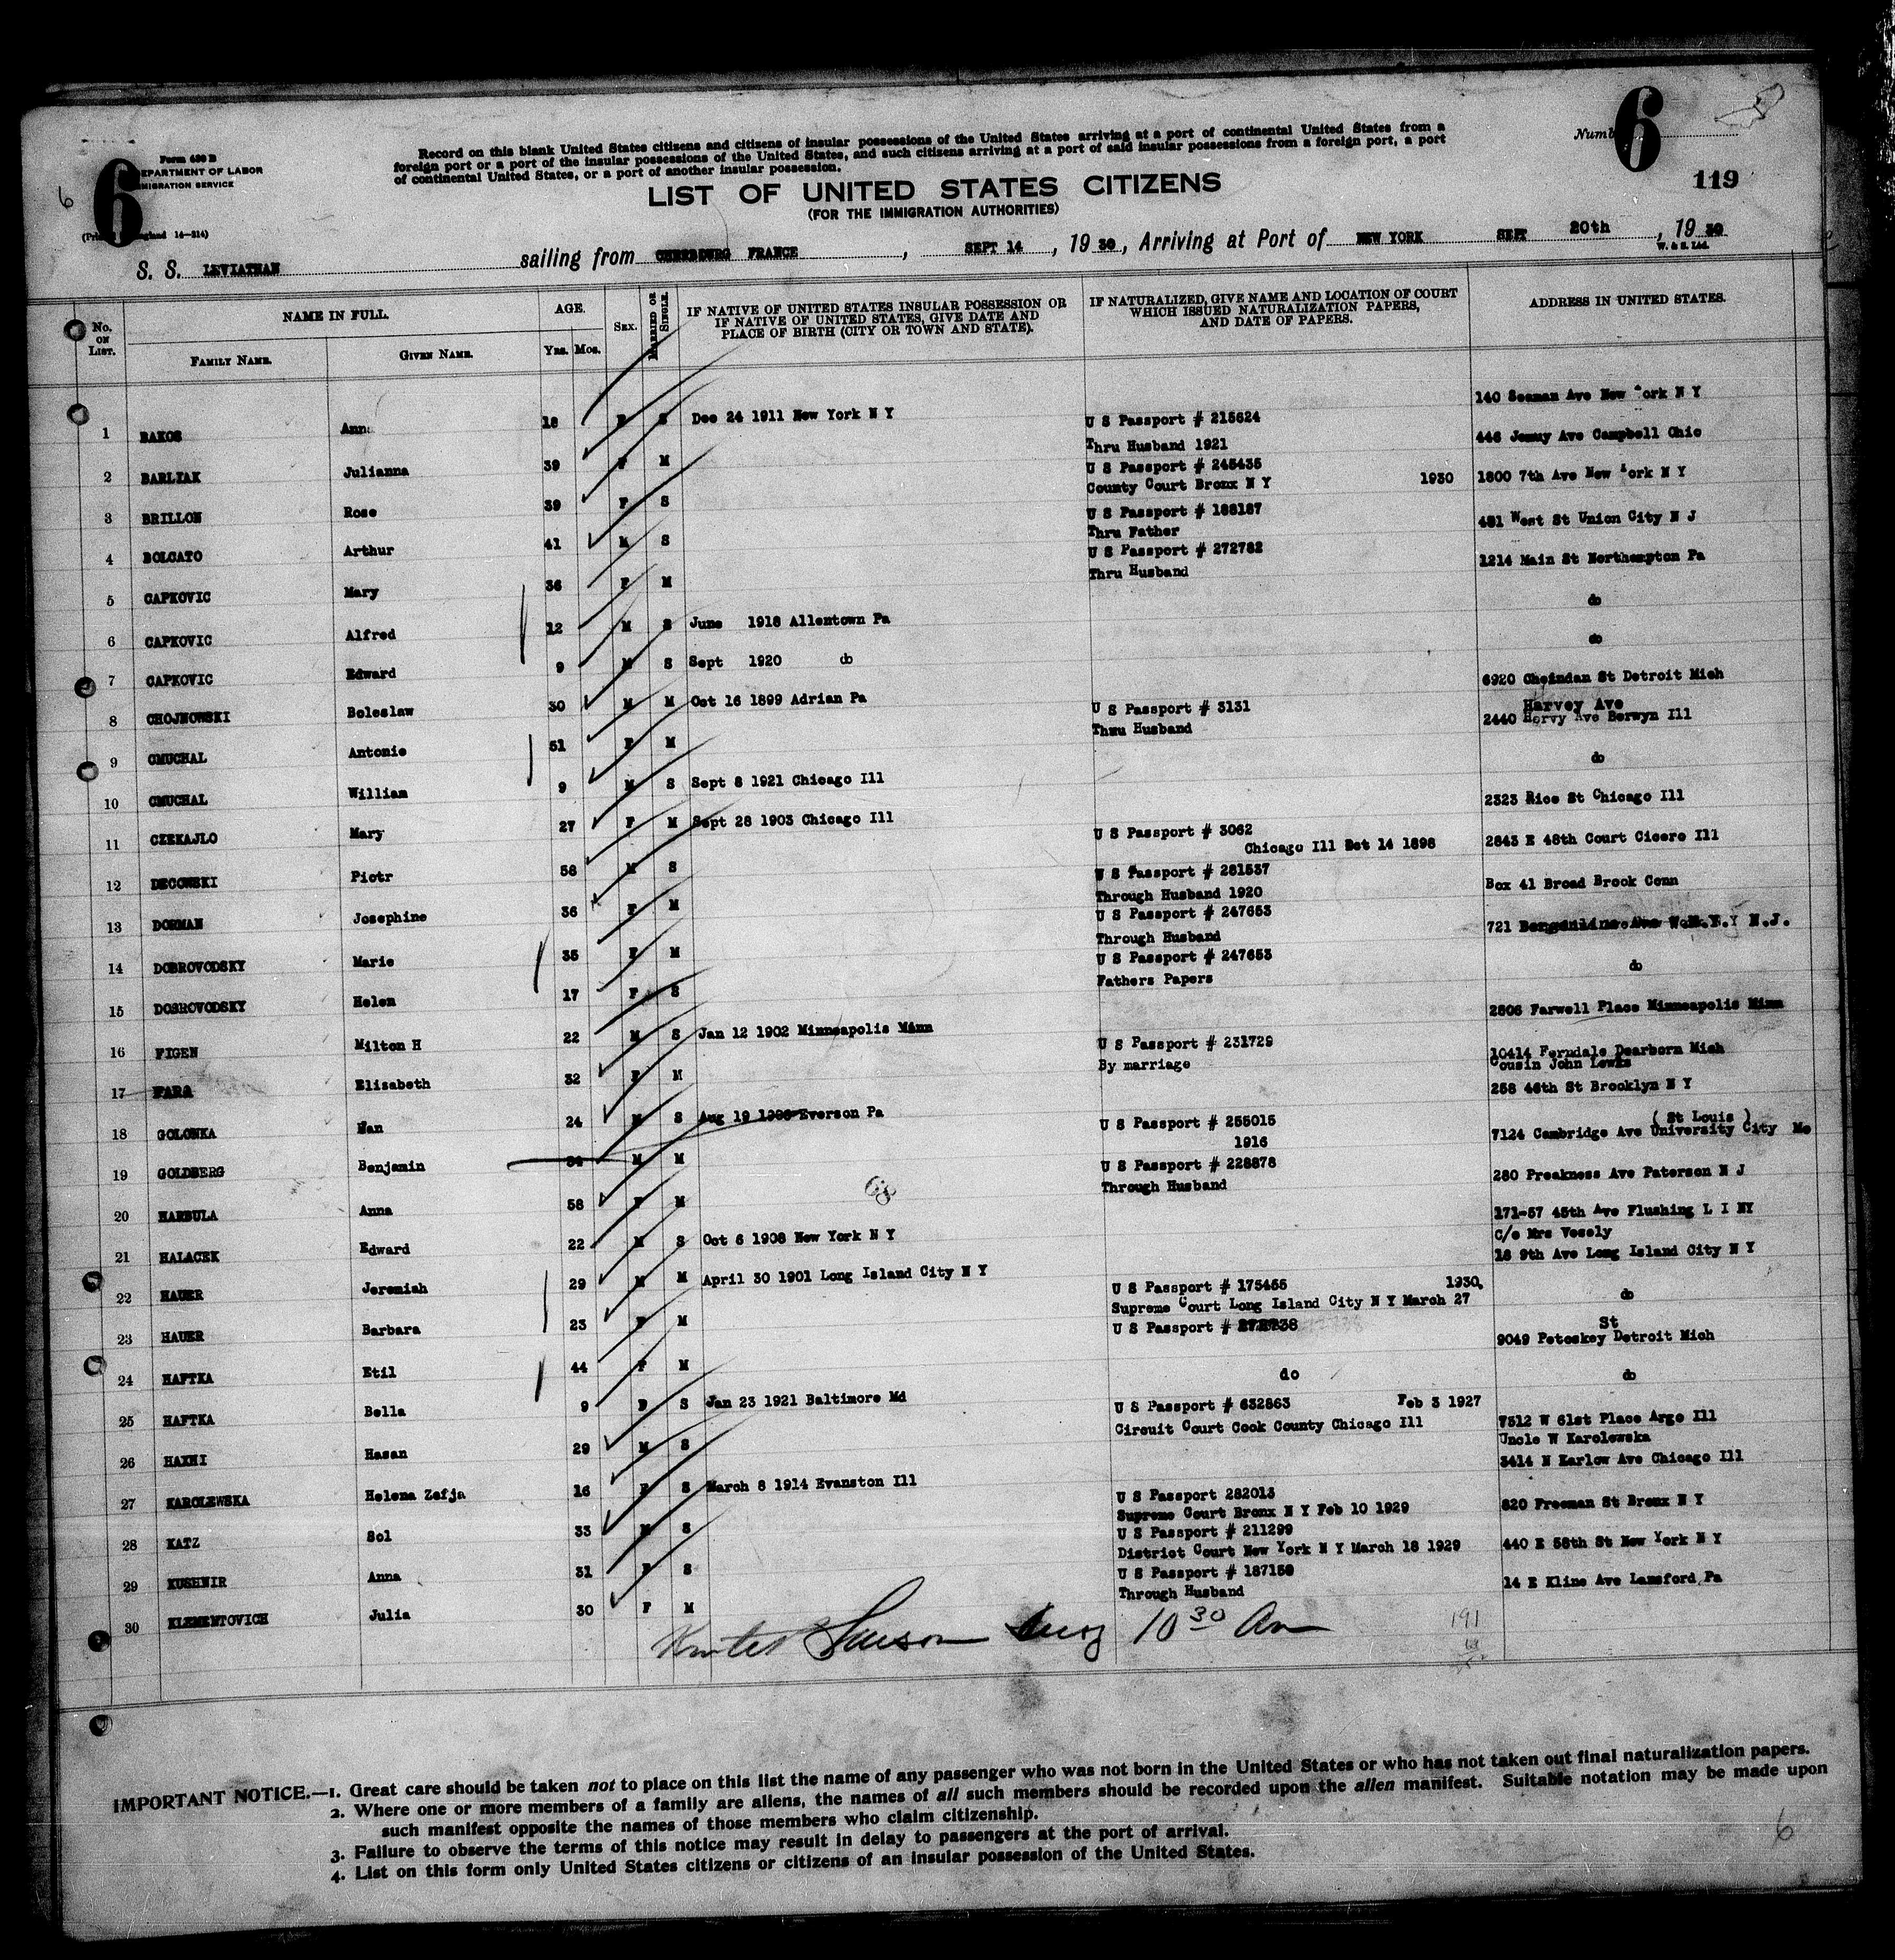 6
Form 630 B
DEPARTMENT OF LABOR
IMMIGRATION SERVICE
Record on this blank United States citizens and citizens of insular possessions of the United States arriving at a port of continental United States from a
foreign port or a port of the insular possessions of the United States, and such citizens arriving at a port of said insular possessions from a foreign port, a port
of continental United States, or a port of another insular possession.
6
119
LIST OF UNITED STATES CITIZENS
(FOR THE IMMIGRATION AUTHORITIES)
S. S. LEVIATHAN sailing from CHERBOURG FRANCE, SEPT 14, 1930, Arriving at Port of NEW YORK SEPT 20th, 1930
W. & S. Ltd.
No. ON LIST. NAME IN FULL. FAMILY NAME. GIVEN NAME. AGE. YRS. MOS. SEX. MARRIED OR SINGLE. IF NATIVE OF UNITED STATES INSULAR POSSESSION OR IF NATIVE OF UNITED STATES, GIVE DATE AND PLACE OF BIRTH (CITY OR TOWN AND STATE). IF NATURALIZED, GIVE NAME AND LOCATION OF COURT WHICH ISSUED NATURALIZATION PAPERS, AND DATE OF PAPERS. ADDRESS IN UNITED STATES.
1 BAKOS Anna 18 F S Dec 24 1911 New York N Y 140 Seaman Ave New York N Y
U S Passport # 215624
2 BARLYAK Julianna 39 F M Thru Husband 1921 446 Ave Campbell Ohio
U S Passport # 245435
3 BRILLON Rose 39 F S County Court Bronx N Y 1930 1800 7th Ave New York N Y
U S Passport # 188187
4 BOLCATO Arthur 41 M S Thru Father 451 West St Union City N J
U S Passport # 272782
5 CAPKOVIC Mary 36 F M Thru Husband 1214 Main St Northampton Pa
6 CAPKOVIC Alfred 12 M S June 1918 Allentown Pa do
7 CAPKOVIC Edward 9 M S Sept 1920 do do
8 CHOJNOWSKI Boleslaw 30 M M Oct 16 1899 Adrian Pa 6920 St Detroit Mich
U S Passport # 3131 Harvey Ave
9 CMUCHAL Antonie 51 F M Thru Husband 2440 Harvy Ave Berwyn Ill
10 CMUCHAL William 9 M S Sept 8 1921 Chicago Ill do
11 CZEKAJLO Mary 27 F M Sept 28 1903 Chicago Ill 2323 Rice St Chicago Ill
U S Passport # 3062
12 DECOWSKI Piotr 58 M S Chicago Ill Oct 14 1898 2843 E 48th Court Cicero Ill
U S Passport # 281537
13 DORMAN Josephine 36 F M Through Husband 1920 Box 41 Broad Brook Conn
U S Passport # 247653
14 DOBROVODSKY Marie 35 F M Through Husband 721 Bergenline Ave W.N.Y. N.J.
U S Passport # 247653
15 DOBROVODSKY Helen 17 F S Fathers Papers do
16 FIGEN Milton H 22 M S Jan 12 1902 Minneapolis Minn 2506 Farwell Place Minneapolis Minn
U S Passport # 231729
17 FARA Elisabeth 32 F M By marriage 10414 Ferndale Dearborn Mich
Cousin John Lewks
18 GOLONKA Nan 24 M S Aug 19 1906 Everson Pa 258 46th St Brooklyn N Y
U S Passport # 255015 ( St Louis )
19 GOLDBERG Benjamin 34 M M 1916 7124 Cambridge Ave University City Mo
U S Passport # 228878
20 HARBULA Anna 58 F M Through Husband 280 Preakness Ave Paterson N J
21 HALACEK Edward 22 M S Oct 6 1908 New York N Y 171-57 45th Ave Flushing L I NY
c/o Mrs Vesely
22 HAUER Jeremiah 29 M M April 30 1901 Long Island City N Y 18 9th Ave Long Island City N Y
U S Passport # 175455 1930
23 HAUER Barbara 23 F M Supreme Court Long Island City N Y March 27 do
U S Passport # 272738 St
24 HAFTKA Etil 44 F M 9049 Petoskey Detroit Mich
do
25 HAFTKA Bella 9 F S Jan 23 1921 Baltimore Md do
U S Passport # 632863 Feb 3 1927
26 HAXHI Hasan 29 M S Circuit Court Cook County Chicago Ill 7312 W 61st Place Argo Ill
Uncle W Karolewska
27 KAROLEWSKA Helena Zofja 16 F S March 8 1914 Evanston Ill 3414 N Karlow Ave Chicago Ill
U S Passport 282013
28 KATZ Sol 33 M S Supreme Court Bronx N Y Feb 10 1929 820 Freeman St Bronx N Y
U S Passport # 211299
29 KUSHNIR Anna 31 F S District Court New York N Y March 18 1929 440 E 58th St New York N Y
U S Passport # 187150
30 KLEMENTOVICH Julia 30 F M Through Husband 14 E Kline Ave Lansford Pa
10 30 Am
191
IMPORTANT NOTICE.—1. Great care should be taken not to place on this list the name of any passenger who was not born in the United States or who has not taken out final naturalization papers.
2. Where one or more members of a family are aliens, the names of all such members should be recorded upon the alien manifest. Suitable notation may be made upon
such manifest opposite the names of those members who claim citizenship.
3. Failure to observe the terms of this notice may result in delay to passengers at the port of arrival.
4. List on this form only United States citizens or citizens of an insular possession of the United States.
6